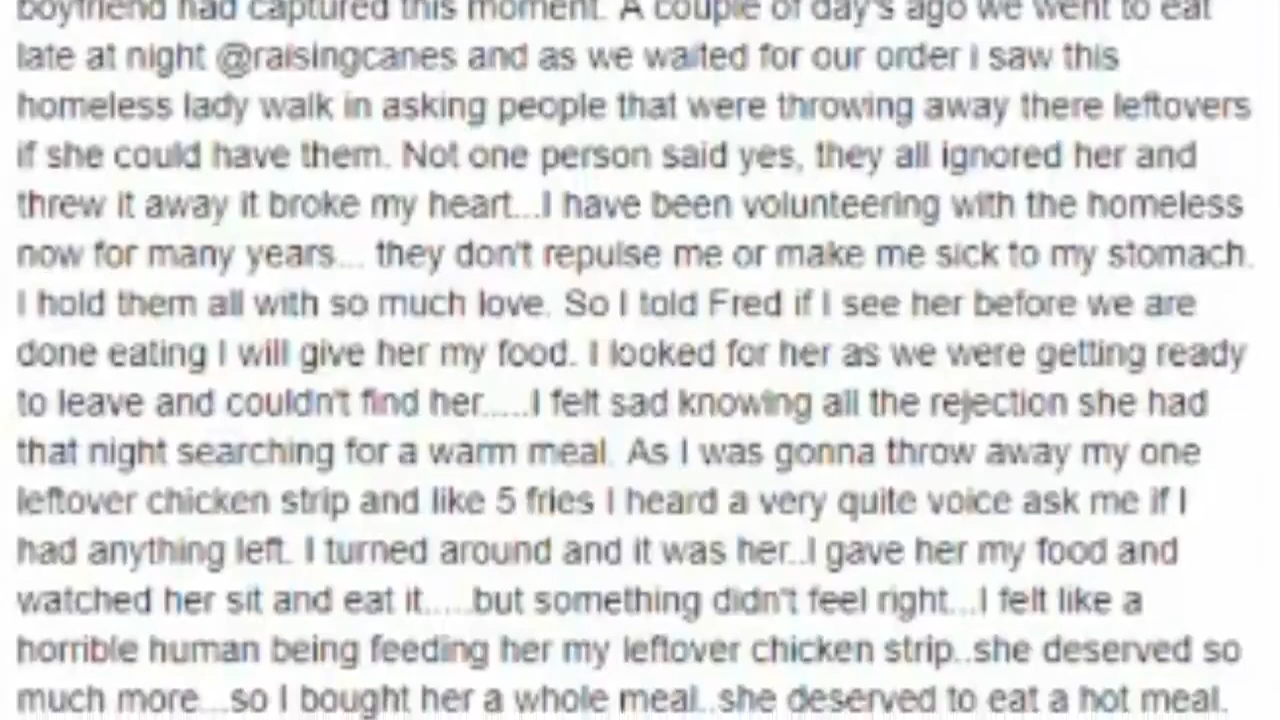 boyfriend had captured this moment. A couple of day's ago we went to eat
late at night @raisingcanes and as we waited for our order i saw this
homeless lady walk in asking people that were throwing away there leftovers
if she could have them. Not one person said yes, they all ignored her and
threw it away it broke my heart...I have been volunteering with the homeless
now for many years... they don't repulse me or make me sick to my stomach.
I hold them all with so much love. So I told Fred if I see her before we are
done eating I will give her my food. I looked for her as we were getting ready
to leave and couldn't find her.....I felt sad knowing all the rejection she had
that night searching for a warm meal. As I was gonna throw away my one
leftover chicken strip and like 5 fries I heard a very quite voice ask me if I
had anything left. I turned around and it was her..I gave her my food and
watched her sit and eat it.....but something didn't feel right...I felt like a
horrible human being feeding her my leftover chicken strip..she deserved so
much more...so I bought her a whole meal..she deserved to eat a hot meal.